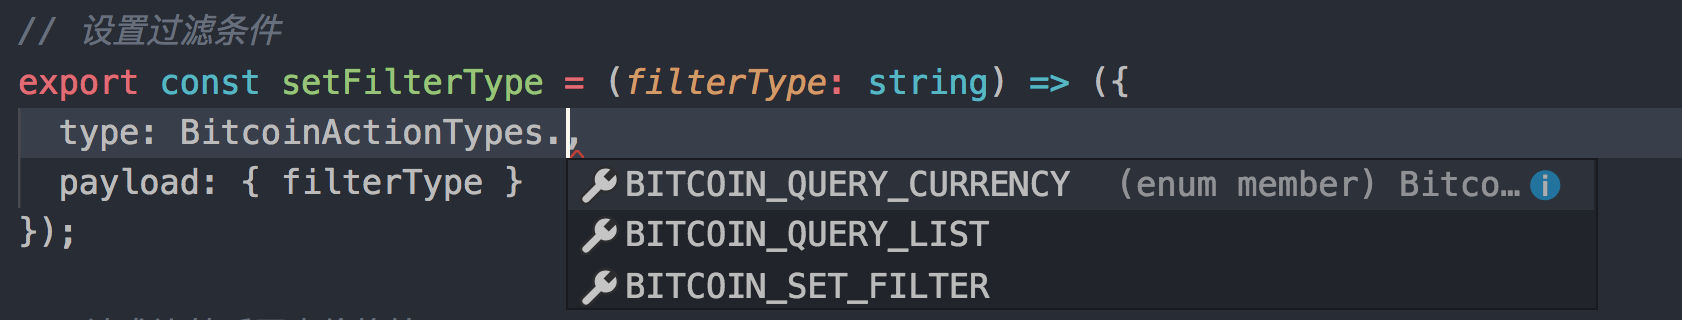 // 设置过滤条件
export const setFilterType = (filterType: string) => ({
type: BitcoinActionTypes.,
payload: { filterType }
BITCOIN_QUERY_CURRENCY (enum member) Bitco…
BITCOIN_QUERY_LIST
BITCOIN_SET_FILTER
});